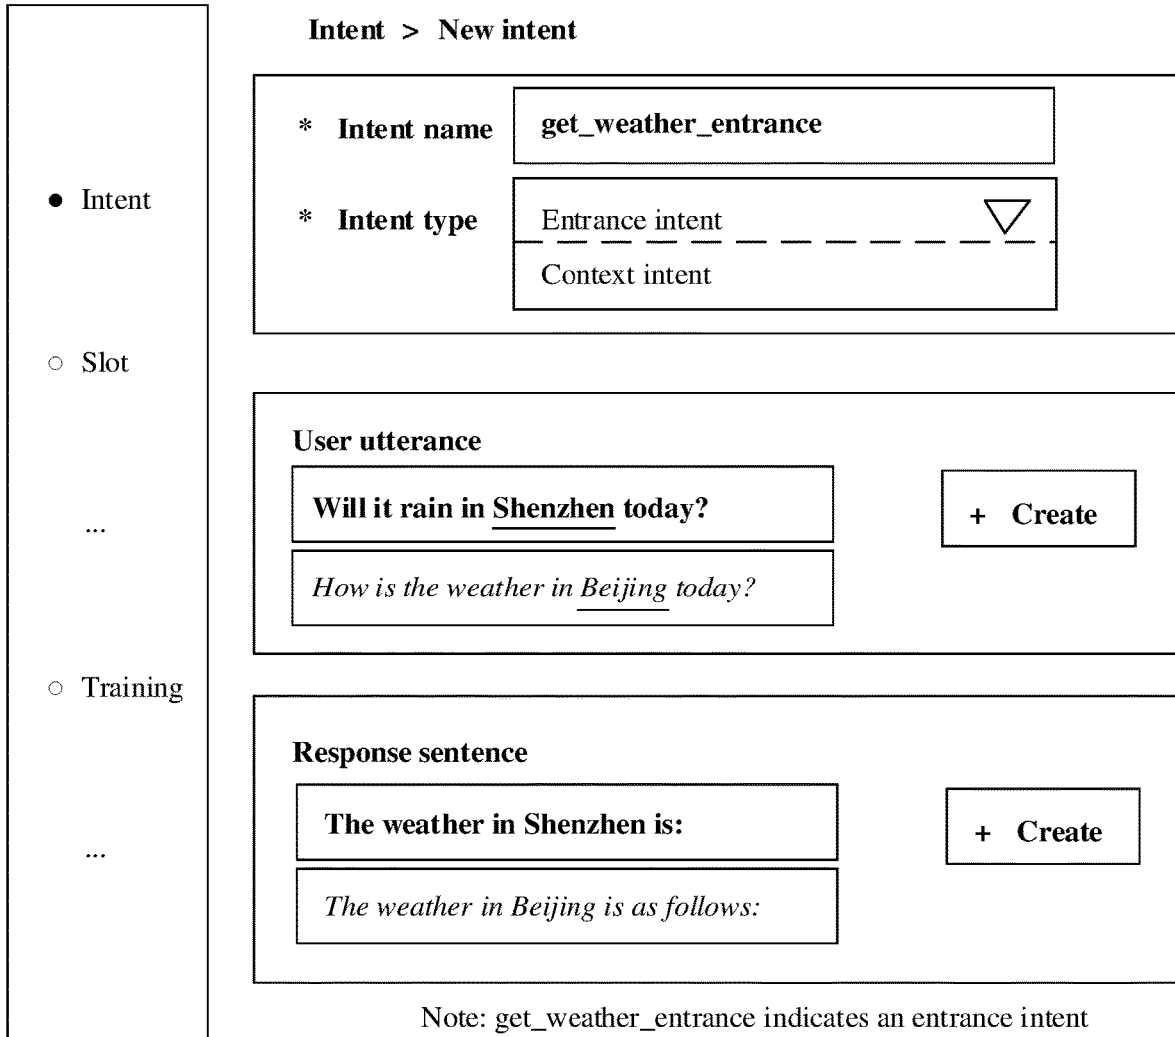 Intent > New intent
* Intent name get_weather_entrance
* Intent type Entrance intent
Context intent
● Intent
○ Slot
...
○ Training
...
User utterance
Will it rain in Shenzhen today?
+ Create
How is the weather in Beijing today?
Response sentence
The weather in Shenzhen is:
+ Create
The weather in Beijing is as follows:
Note: get_weather_entrance indicates an entrance intent